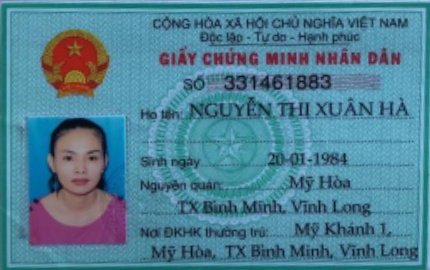 CỘNG HÒA XÃ HỘI CHỦ NGHĨA VIỆT NAM
Độc lập - Tự do - Hạnh phúc
GIẤY CHỨNG MINH NHÂN DÂN
SỐ 331461883
Họ tên: NGUYỄN THỊ XUÂN HÀ
Sinh ngày 20-01-1984
Nguyên quán: Mỹ Hòa
TX Bình Minh, Vĩnh Long
Nơi ĐKHK thường trú: Mỹ Khánh 1,
Mỹ Hòa, TX Bình Minh, Vĩnh Long